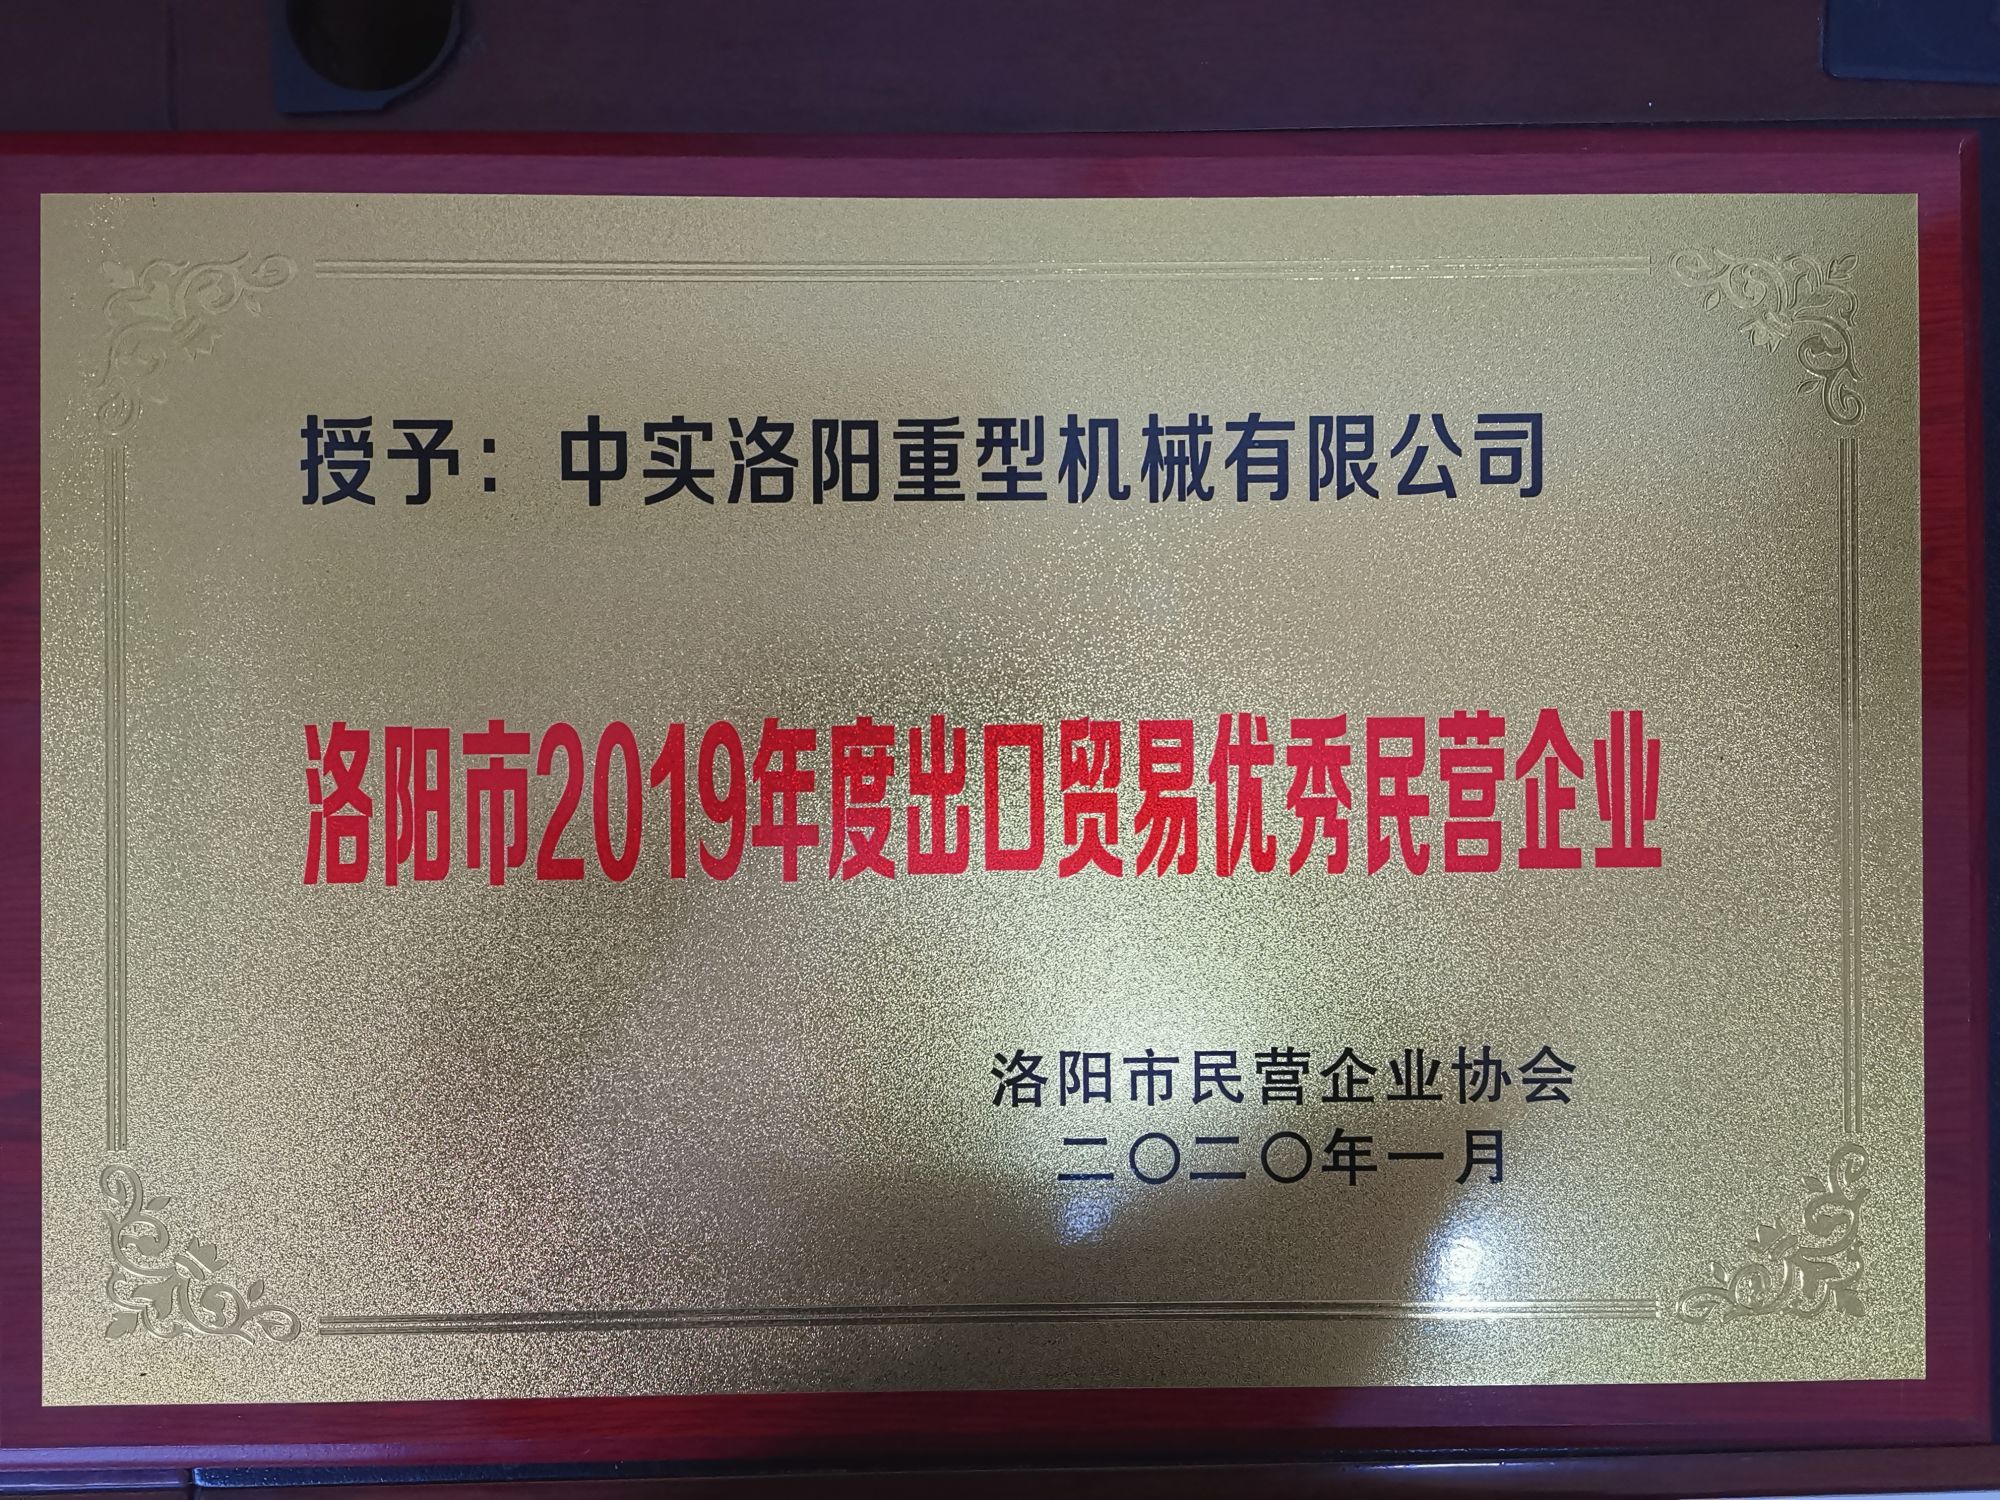 授予：中实洛阳重型机械有限公司
洛阳市2019年度出口贸易优秀民营企业
洛阳市民营企业协会
二〇二〇年一月